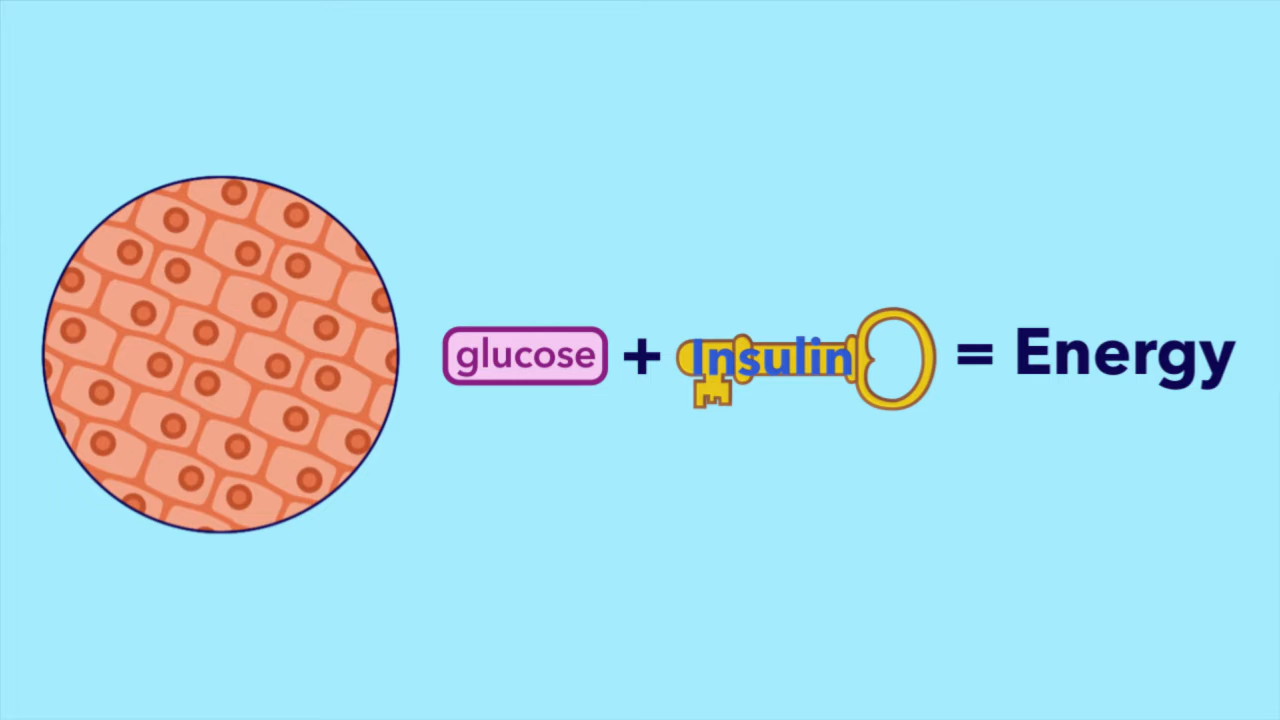 glucose + Insulin = Energy